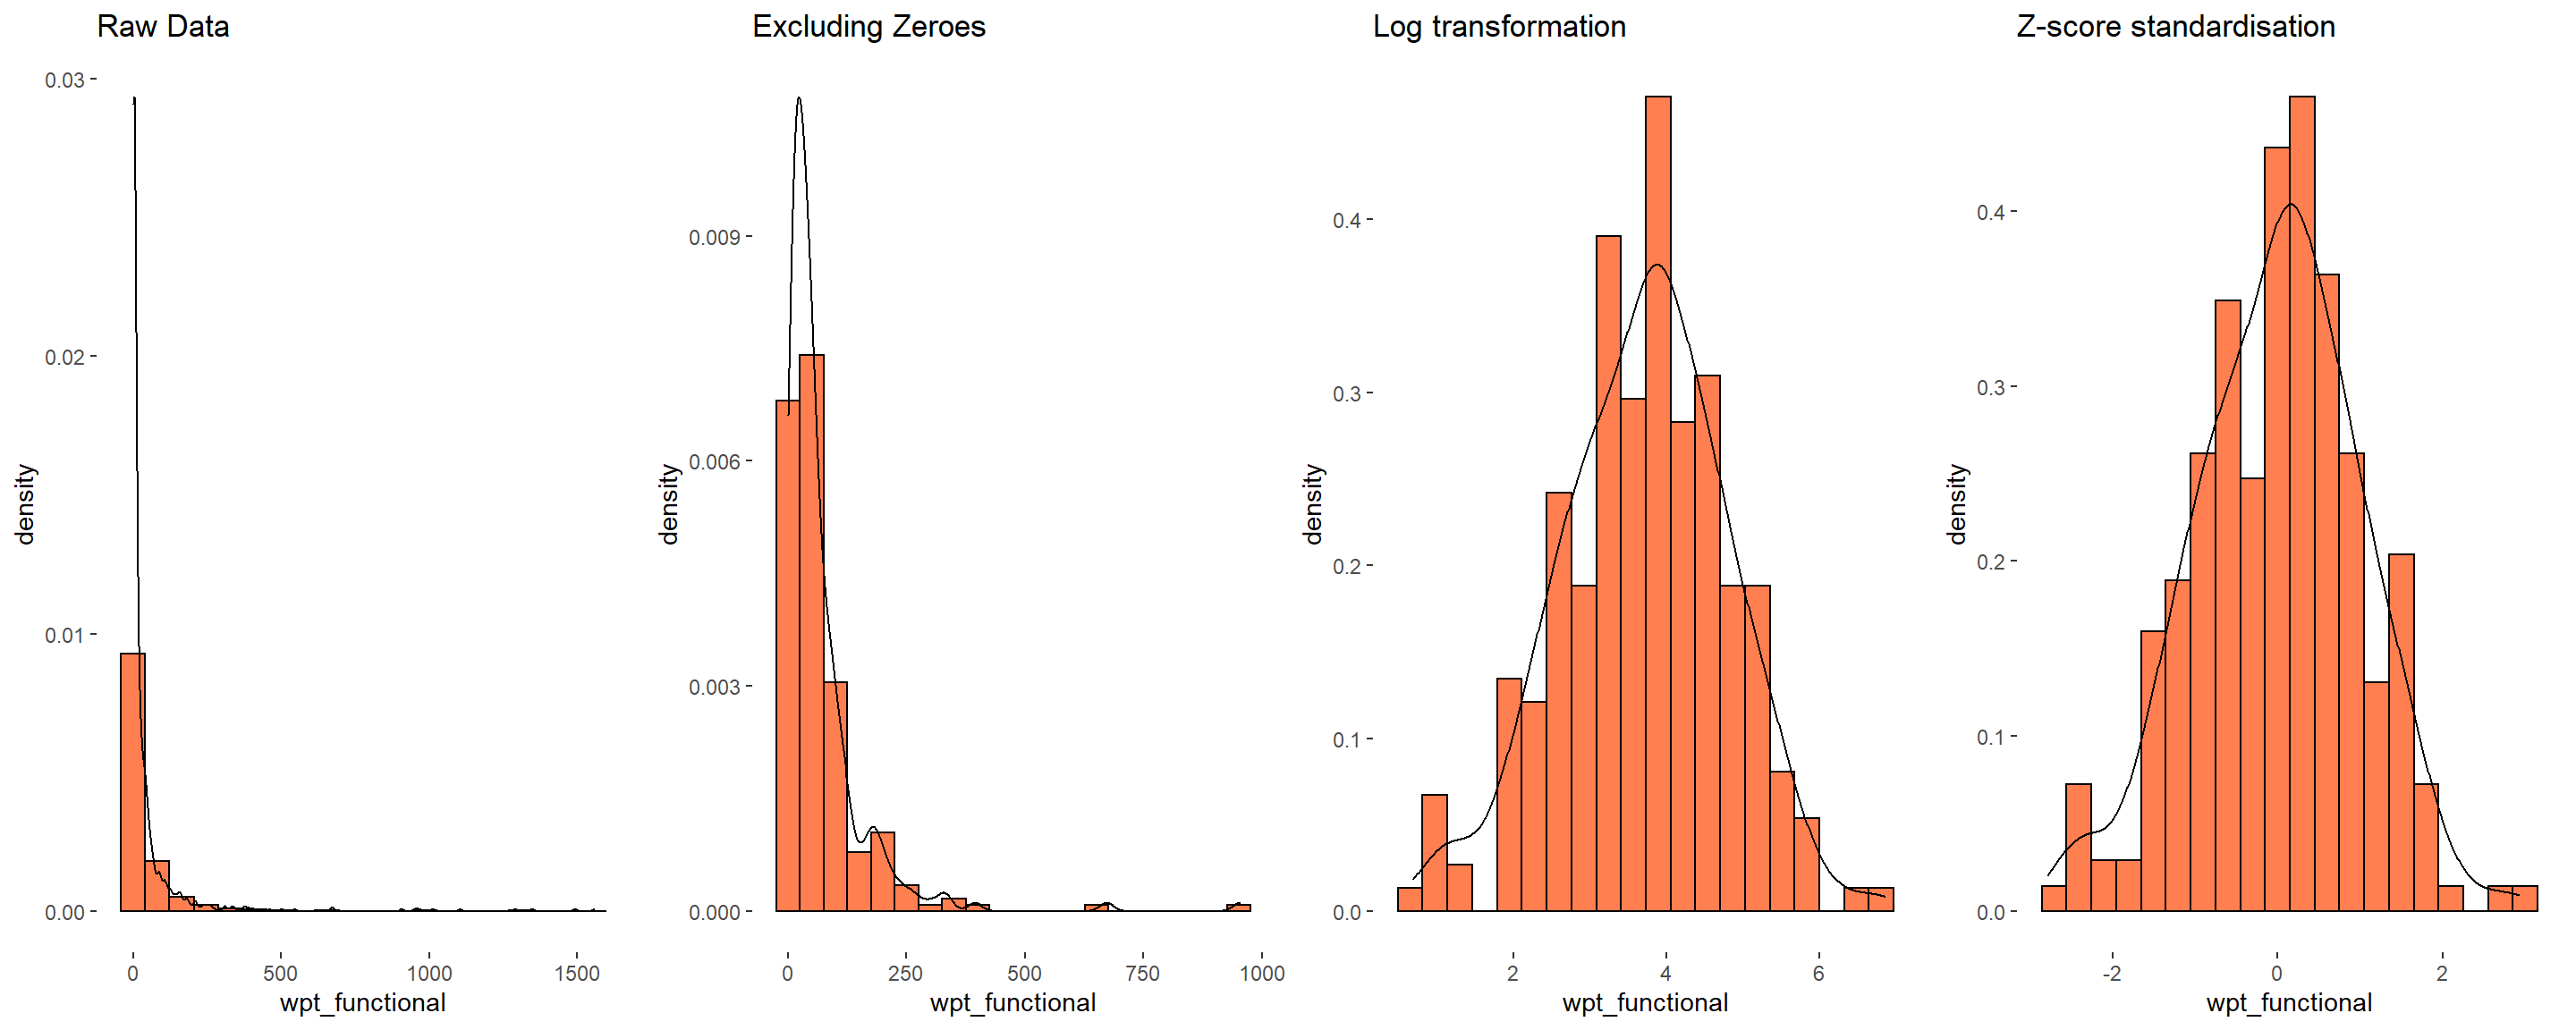 Raw Data
0.03
0.02
0.01
0.00
density
0
500
1000
1500
wpt_functional
Excluding Zeroes
0.009
0.006
0.003
0.000
density
0
250
500
750
1000
wpt_functional
Log transformation
0.4
0.3
0.2
0.1
0.0
density
2
4
6
wpt_functional
Z-score standardisation
0.4
0.3
0.2
0.1
0.0
density
-2
0
2
wpt_functional